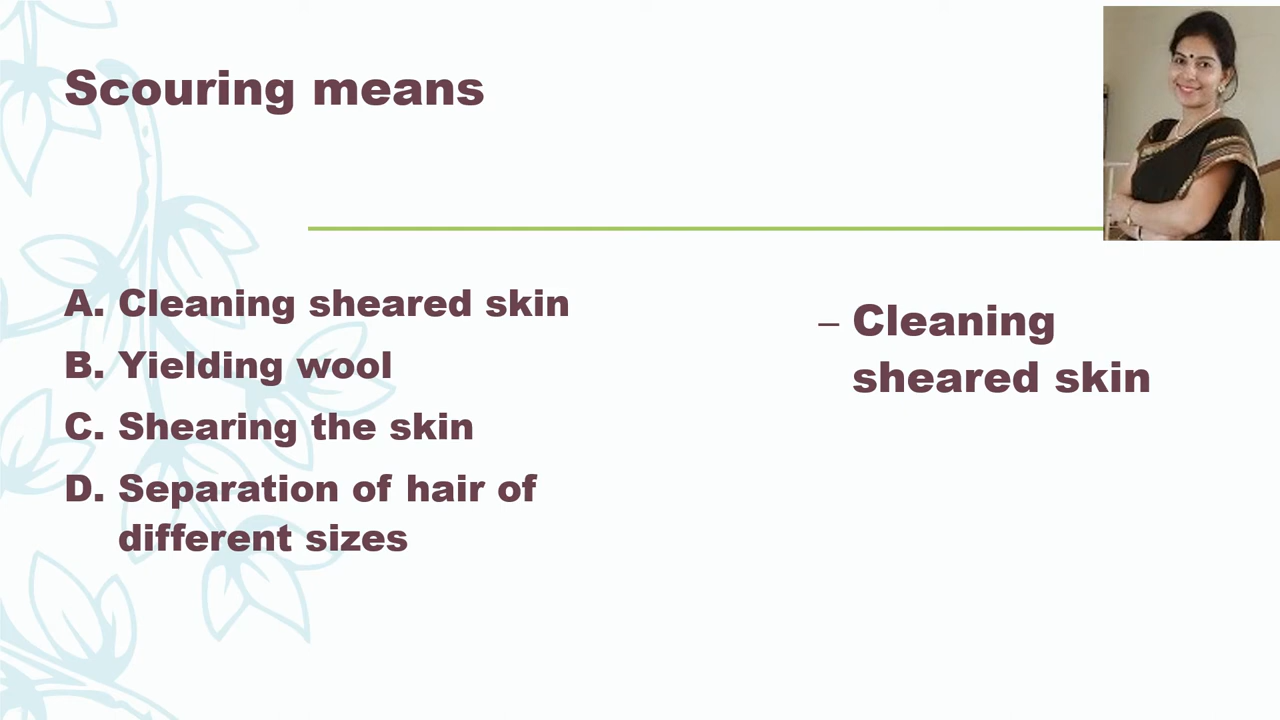 Scouring means
A. Cleaning sheared skin
B. Yielding wool
C. Shearing the skin
D. Separation of hair of
different sizes
– Cleaning
sheared skin